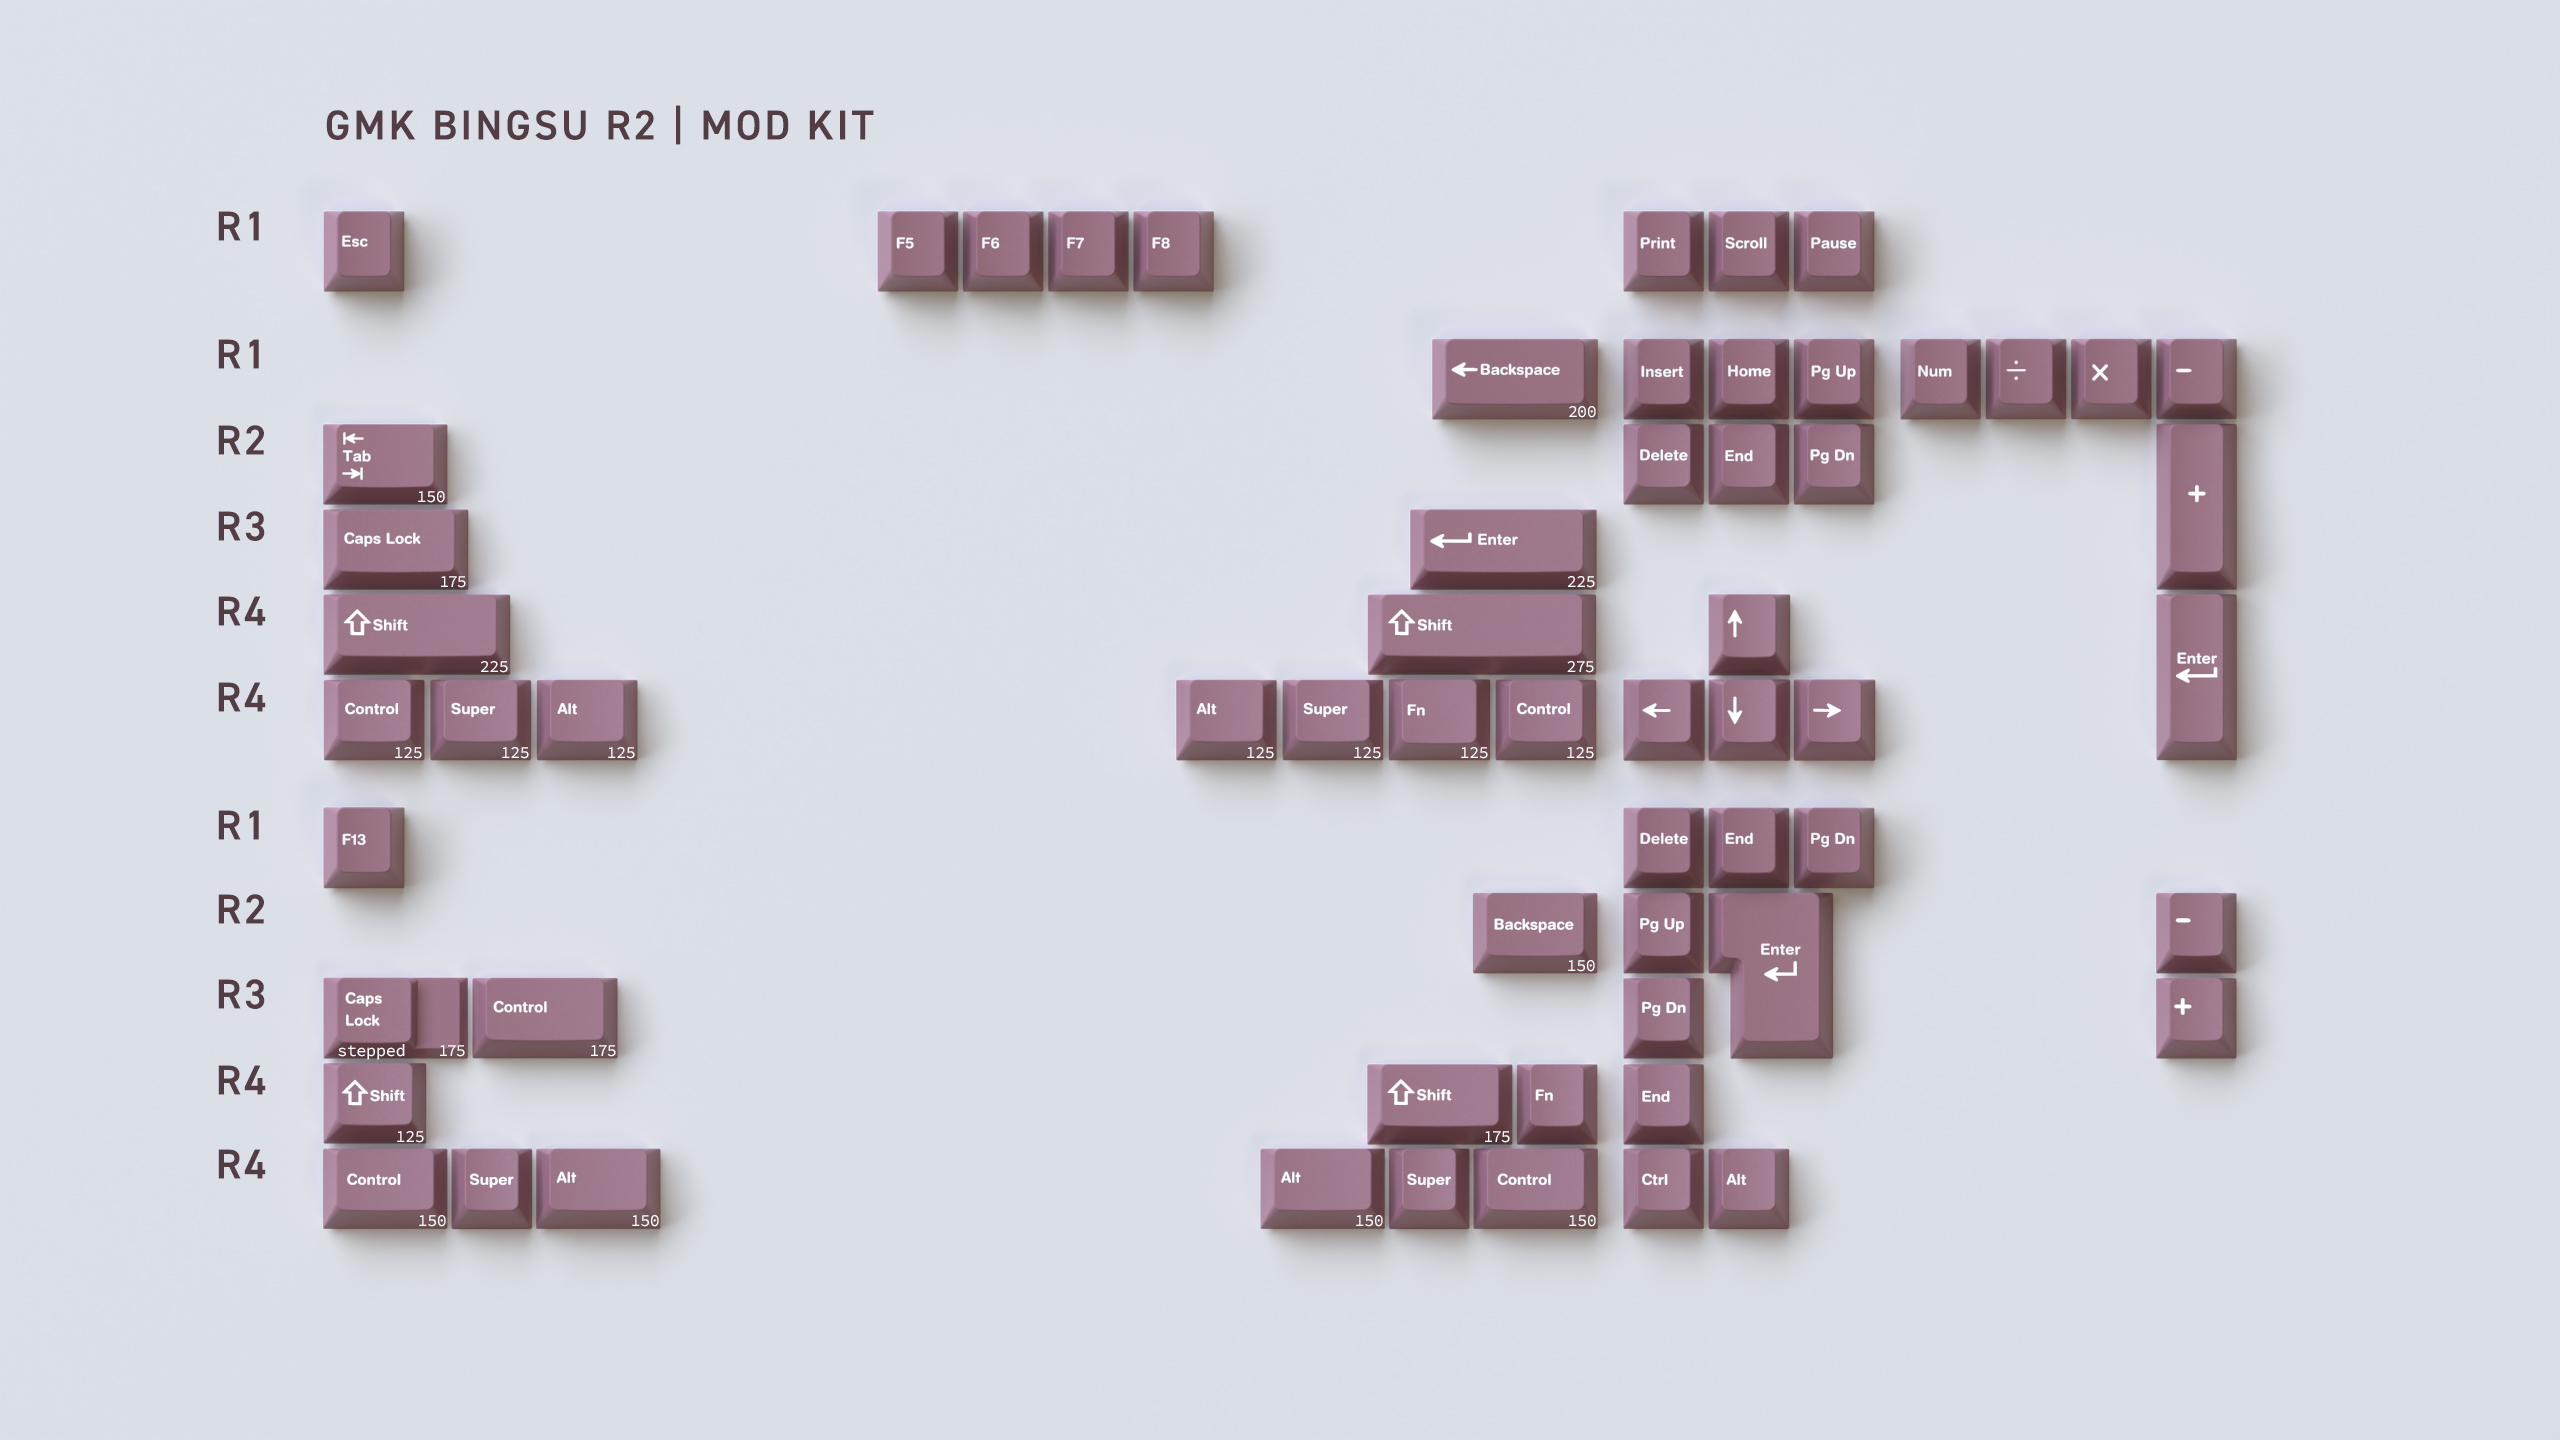 GMK BINGSU R2 | MOD KIT
R1
Esc
F5 F6 F7 F8
Print Scroll Pause
R1
← Backspace
200
Insert Home Pg Up
Num ÷ × −
R2
⇤
Tab
⇥
150
Delete End Pg Dn
+
R3
Caps Lock
175
↵ Enter
225
R4
⇧ Shift
225
⇧ Shift
275
↑
Enter
↵
R4
Control Super Alt
125 125 125
Alt Super Fn Control
125 125 125 125
← ↓ →
R1
F13
Delete End Pg Dn
R2
Backspace
150
Pg Up
Enter
↵
−
R3
Caps
Lock
stepped 175
Control
175
Pg Dn
+
R4
⇧ Shift
125
⇧ Shift
175
Fn
End
R4
Control Super Alt
150 150
Alt Super Control
150 150
Ctrl Alt